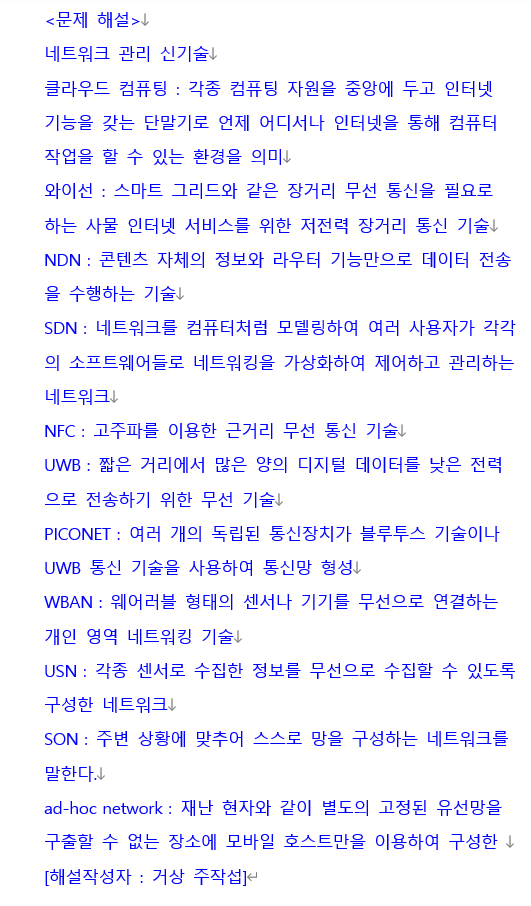 <문제 해설>↓
네트워크 관리 신기술↓
클라우드 컴퓨팅 : 각종 컴퓨팅 자원을 중앙에 두고 인터넷
기능을 갖는 단말기로 언제 어디서나 인터넷을 통해 컴퓨터
작업을 할 수 있는 환경을 의미↓
와이선 : 스마트 그리드와 같은 장거리 무선 통신을 필요로
하는 사물 인터넷 서비스를 위한 저전력 장거리 통신 기술↓
NDN : 콘텐츠 자체의 정보와 라우터 기능만으로 데이터 전송
을 수행하는 기술↓
SDN : 네트워크를 컴퓨터처럼 모델링하여 여러 사용자가 각각
의 소프트웨어들로 네트워킹을 가상화하여 제어하고 관리하는
네트워크↓
NFC : 고주파를 이용한 근거리 무선 통신 기술↓
UWB : 짧은 거리에서 많은 양의 디지털 데이터를 낮은 전력
으로 전송하기 위한 무선 기술↓
PICONET : 여러 개의 독립된 통신장치가 블루투스 기술이나
UWB 통신 기술을 사용하여 통신망 형성↓
WBAN : 웨어러블 형태의 센서나 기기를 무선으로 연결하는
개인 영역 네트워킹 기술↓
USN : 각종 센서로 수집한 정보를 무선으로 수집할 수 있도록
구성한 네트워크↓
SON : 주변 상황에 맞추어 스스로 망을 구성하는 네트워크를
말한다.↓
ad-hoc network : 재난 현자와 같이 별도의 고정된 유선망을
구출할 수 없는 장소에 모바일 호스트만을 이용하여 구성한 ↓
[해설작성자 : 거상 주작섭]↵